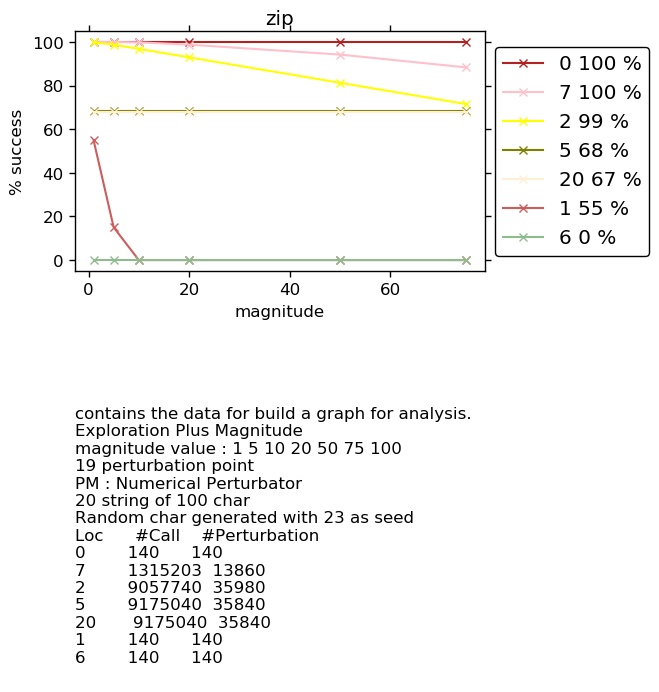 zip
100
80
60
40
20
0
% success
0 20 40 60
magnitude
0 100 %
7 100 %
2 99 %
5 68 %
20 67 %
1 55 %
6 0 %
contains the data for build a graph for analysis.
Exploration Plus Magnitude
magnitude value : 1 5 10 20 50 75 100
19 perturbation point
PM : Numerical Perturbator
20 string of 100 char
Random char generated with 23 as seed
Loc #Call #Perturbation
0 140 140
7 1315203 13860
2 9057740 35980
5 9175040 35840
20 9175040 35840
1 140 140
6 140 140